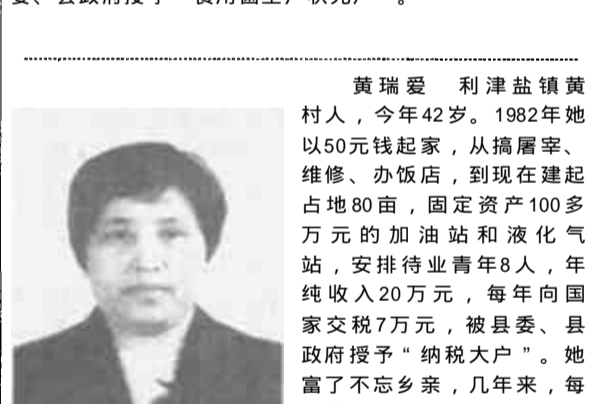 委、县政府授予“食用菌生产状元户”。
黄瑞爱 利津盐镇黄
村人，今年42岁。1982年她
以50元钱起家，从搞屠宰、
维修、办饭店，到现在建起
占地80亩，固定资产100多
万元的加油站和液化气
站，安排待业青年8人，年
纯收入20万元，每年向国
家交税7万元，被县委、县
政府授予“纳税大户”。她
富了不忘乡亲，几年来，每